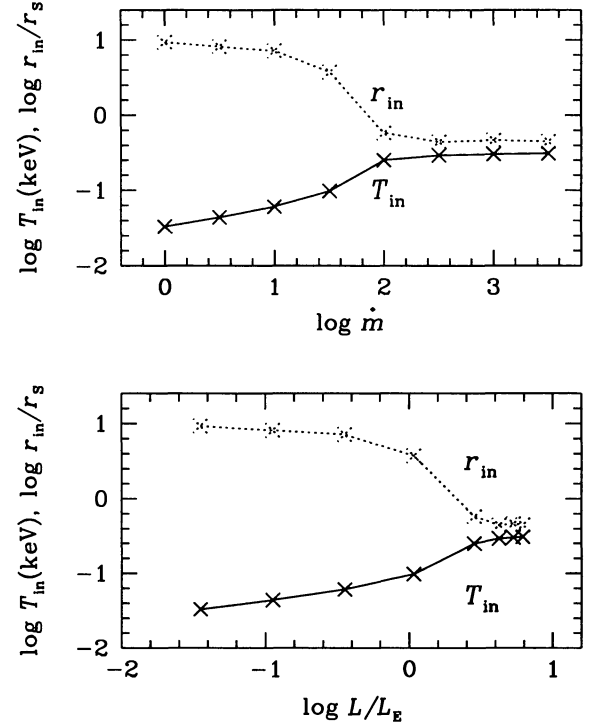 log T_in(keV), log r_in/r_S
1
0
−1
−2
r_in
T_in
0 1 2 3
log ṁ
log T_in(keV), log r_in/r_S
1
0
−1
−2
r_in
T_in
−2 −1 0 1
log L/L_E